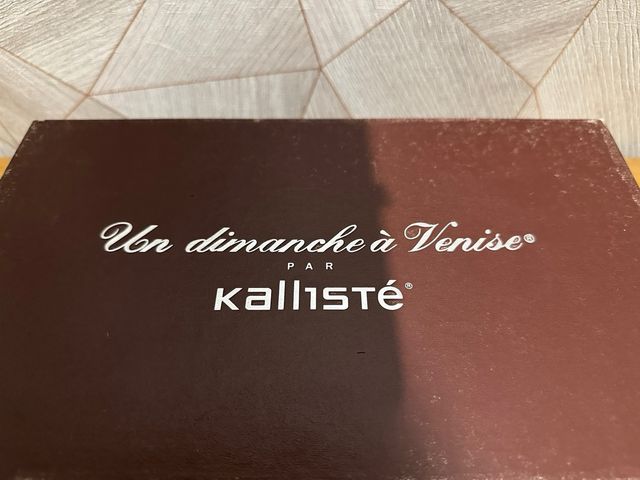 Un dimanche à Venise®
PAR
Kallisté®